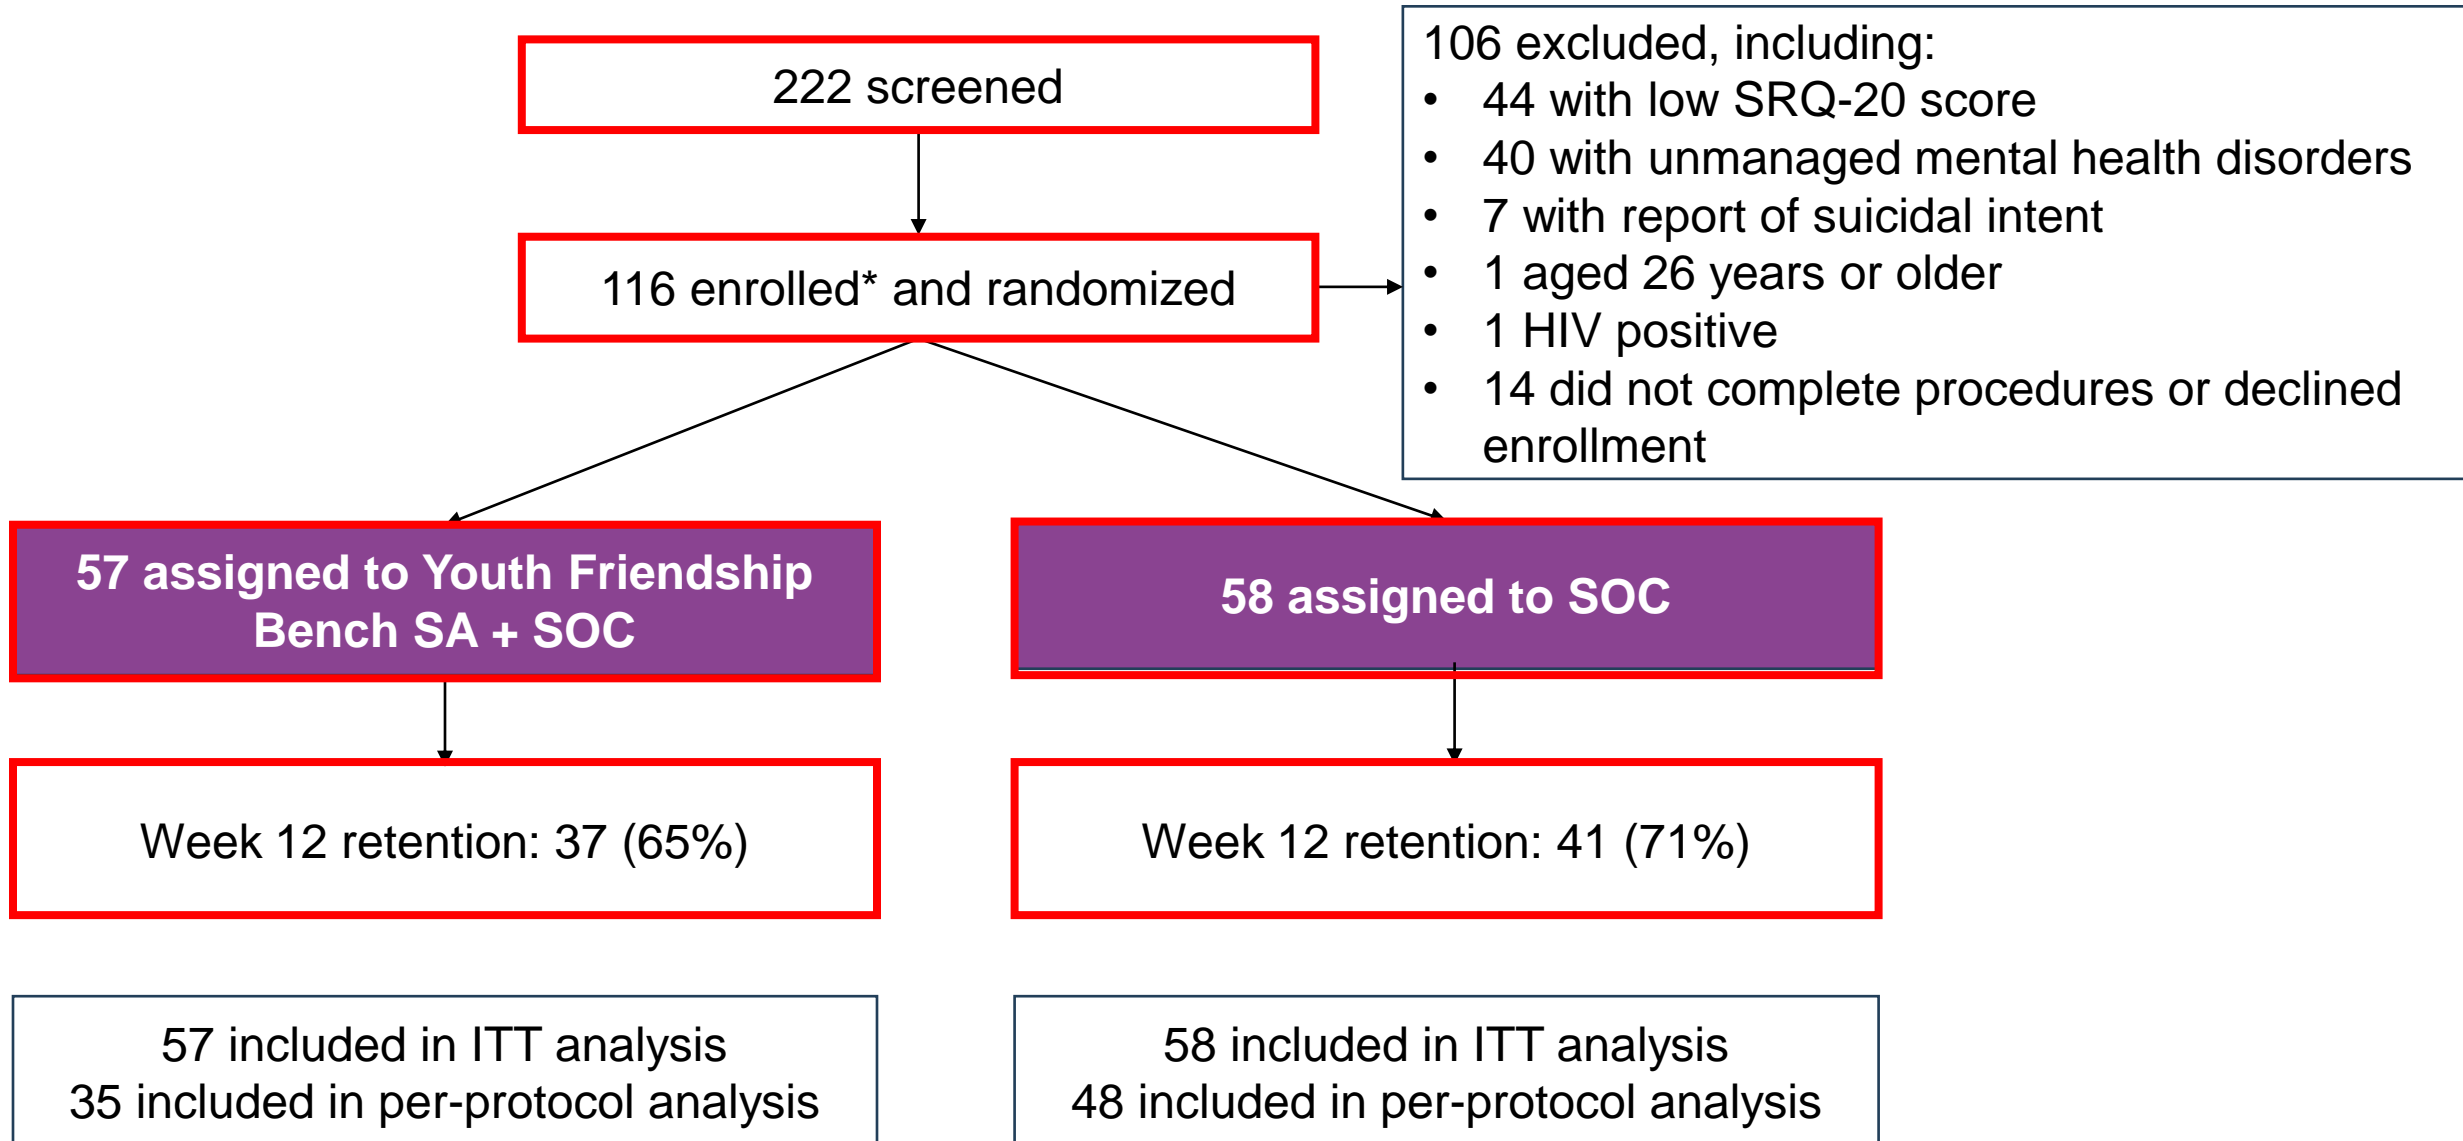 222 screened
106 excluded, including:
• 44 with low SRQ-20 score
• 40 with unmanaged mental health disorders
• 7 with report of suicidal intent
• 1 aged 26 years or older
• 1 HIV positive
• 14 did not complete procedures or declined
enrollment
116 enrolled* and randomized
57 assigned to Youth Friendship
Bench SA + SOC
58 assigned to SOC
Week 12 retention: 37 (65%)
Week 12 retention: 41 (71%)
57 included in ITT analysis
35 included in per-protocol analysis
58 included in ITT analysis
48 included in per-protocol analysis